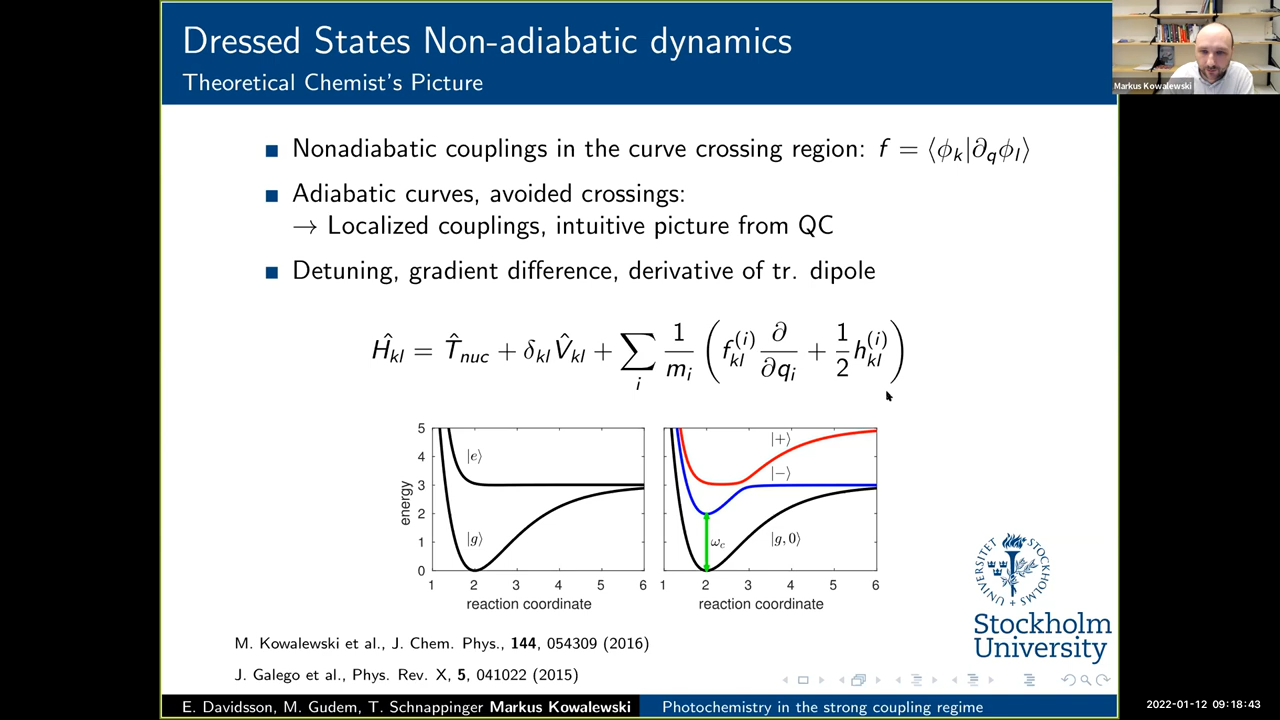 Dressed States Non-adiabatic dynamics
Theoretical Chemist's Picture
Markus Kowalewski
■ Nonadiabatic couplings in the curve crossing region: f = ⟨ϕₖ|∂qϕₗ⟩
■ Adiabatic curves, avoided crossings:
→ Localized couplings, intuitive picture from QC
■ Detuning, gradient difference, derivative of tr. dipole
Ĥ_kl = T̂_nuc + δ_kl V̂_kl + ∑_i 1/m_i ( f_kl^(i) ∂/∂q_i + 1/2 h_kl^(i) )
energy
5
4
3
2
1
0
|e⟩
|g⟩
1 2 3 4 5 6
reaction coordinate
|+⟩
|−⟩
ω_c
|g, 0⟩
1 2 3 4 5 6
reaction coordinate
UNIVERSITET STOCKHOLMS
Stockholm
University
M. Kowalewski et al., J. Chem. Phys., 144, 054309 (2016)
J. Galego et al., Phys. Rev. X, 5, 041022 (2015)
E. Davidsson, M. Gudem, T. Schnappinger Markus Kowalewski
Photochemistry in the strong coupling regime
2022-01-12 09:18:43